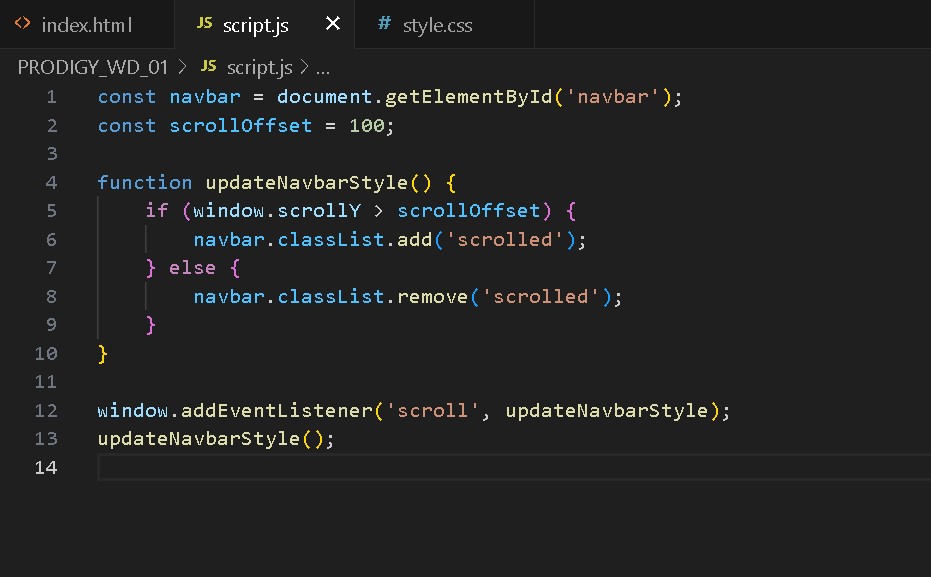 <> index.html JS script.js × # style.css
PRODIGY_WD_01 > JS script.js > ...
1 const navbar = document.getElementById('navbar');
2 const scrollOffset = 100;
3
4 function updateNavbarStyle() {
5     if (window.scrollY > scrollOffset) {
6         navbar.classList.add('scrolled');
7     } else {
8         navbar.classList.remove('scrolled');
9     }
10 }
11
12 window.addEventListener('scroll', updateNavbarStyle);
13 updateNavbarStyle();
14